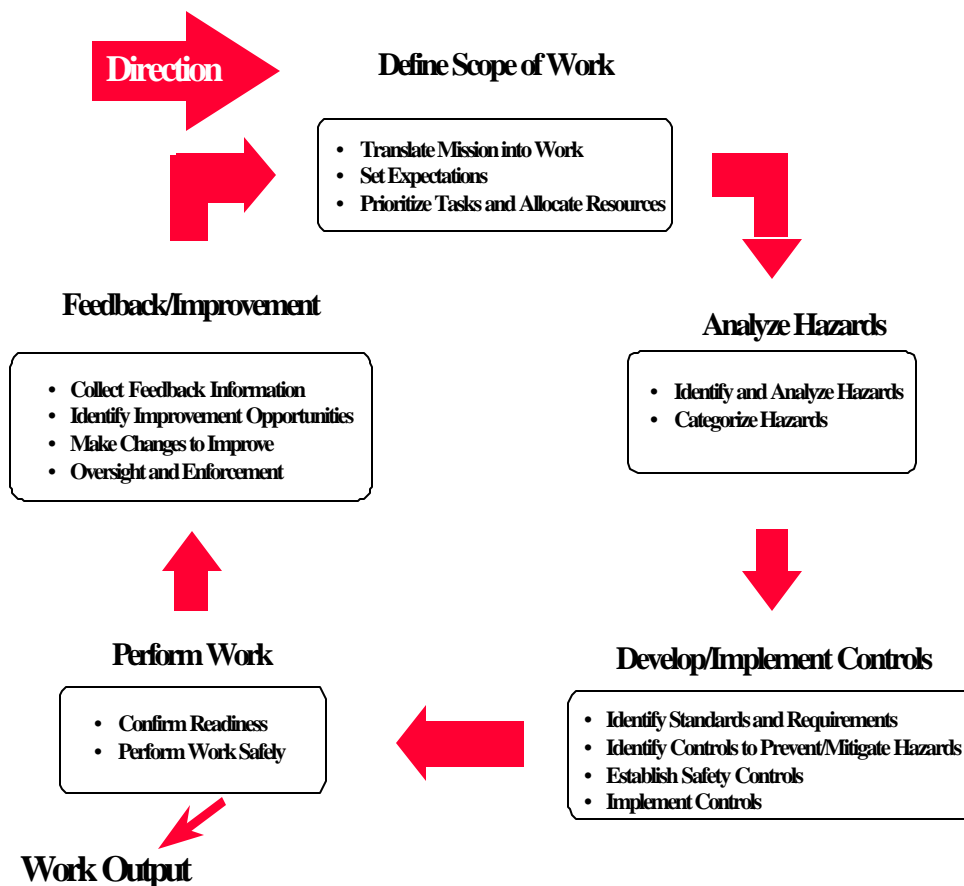 Direction
Define Scope of Work
• Translate Mission into Work
• Set Expectations
• Prioritize Tasks and Allocate Resources
Feedback/Improvement
• Collect Feedback Information
• Identify Improvement Opportunities
• Make Changes to Improve
• Oversight and Enforcement
Analyze Hazards
• Identify and Analyze Hazards
• Categorize Hazards
Perform Work
• Confirm Readiness
• Perform Work Safely
Develop/Implement Controls
• Identify Standards and Requirements
• Identify Controls to Prevent/Mitigate Hazards
• Establish Safety Controls
• Implement Controls
Work Output